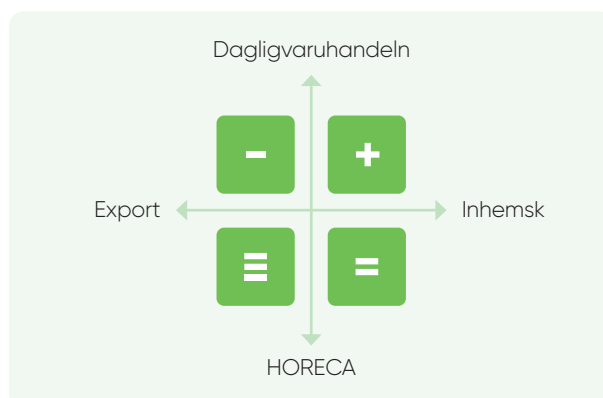 Dagligvaruhandeln
- +
Export Inhemsk
≡ =
HORECA